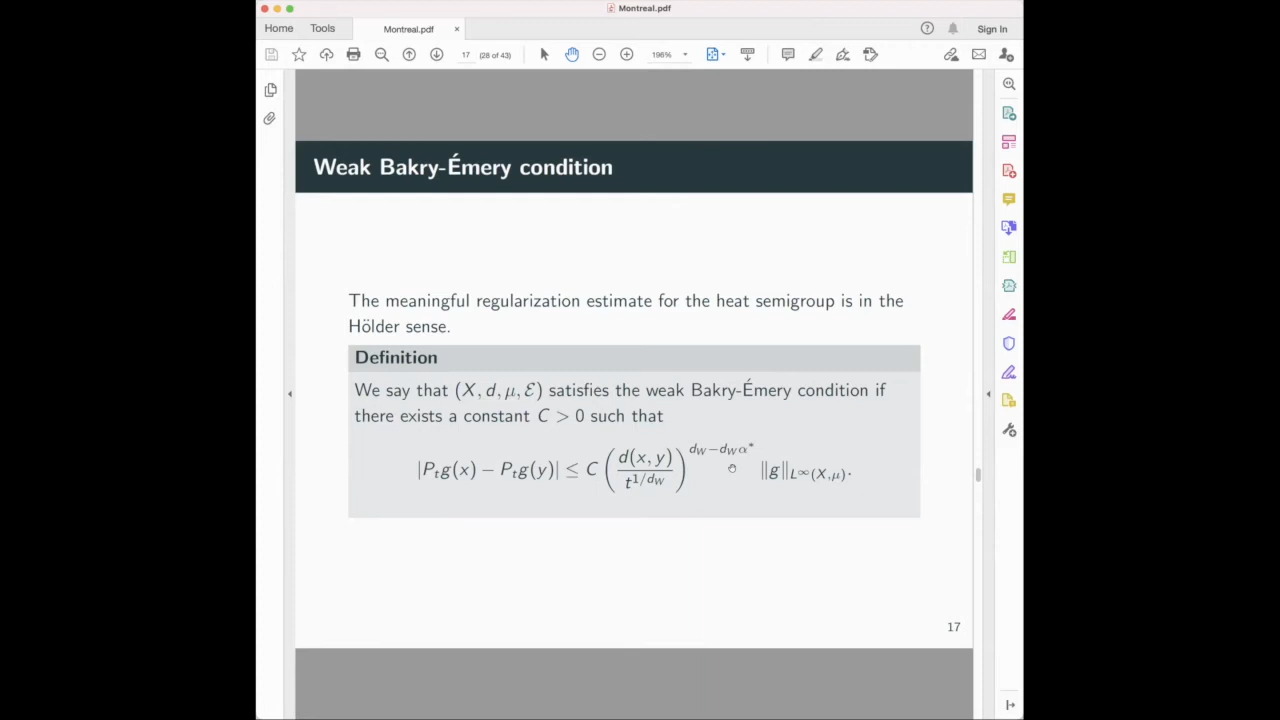 Montreal.pdf
Home Tools Montreal.pdf × Sign In
17 (28 of 43) 196%
Weak Bakry-Émery condition
The meaningful regularization estimate for the heat semigroup is in the
Hölder sense.
Definition
We say that (X, d, μ, ℰ) satisfies the weak Bakry-Émery condition if
there exists a constant C > 0 such that
|P_t g(x) − P_t g(y)| ≤ C (d(x, y) / t^{1/d_W})^{d_W − d_W α*} ‖g‖_{L^∞(X,μ)}.
17